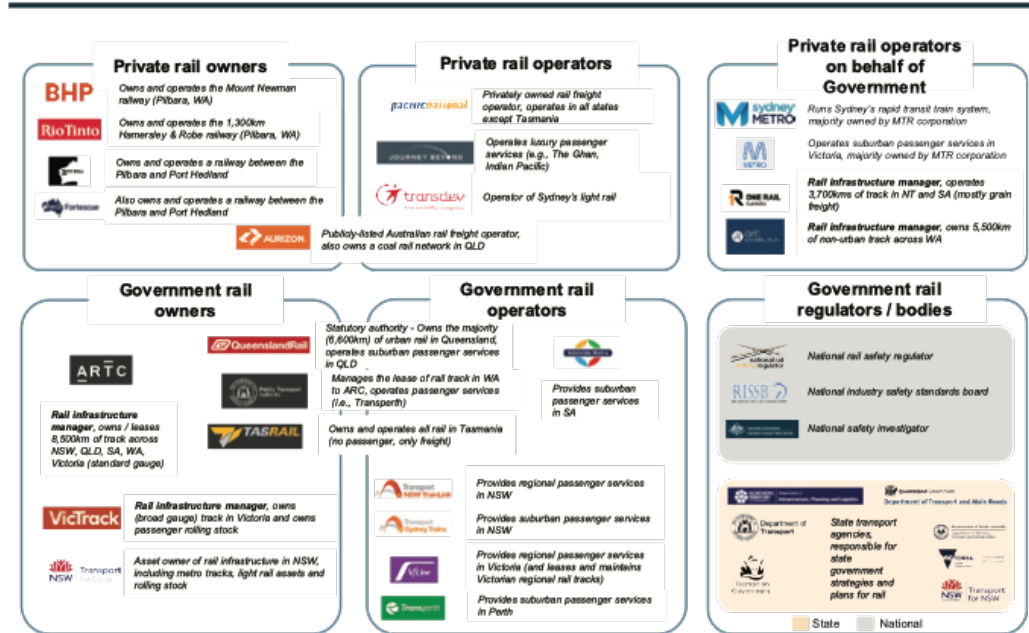 Private rail owners
BHP
Owns and operates the Mount Newman
railway (Pilbara, WA)
RioTinto
Owns and operates the 1,300km
Hamersley & Robe railway (Pilbara, WA)
Owns and operates a railway between the
Pilbara and Port Hedland
Fortescue
Also owns and operates a railway between the
Pilbara and Port Hedland
AURIZON
Publicly-listed Australian rail freight operator,
also owns a coal rail network in QLD
Private rail operators
pacificnational
Privately owned rail freight
operator, operates in all states
except Tasmania
JOURNEY BEYOND
Operates luxury passenger
services (e.g., The Ghan,
Indian Pacific)
transdev
Operator of Sydney's light rail
Private rail operators
on behalf of
Government
sydney
METRO
Runs Sydney's rapid transit train system,
majority owned by MTR corporation
METRO
Operates suburban passenger services in
Victoria, majority owned by MTR corporation
ONE RAIL
Rail infrastructure manager, operates
3,700kms of track in NT and SA (mostly grain
freight)
arc
Rail infrastructure manager, owns 5,500km
of non-urban track across WA
Government rail
owners
ARTC
Rail infrastructure
manager, owns / leases
8,500km of track across
NSW, QLD, SA, WA,
Victoria (standard gauge)
QueenslandRail
Statutory authority - Owns the majority
(6,600km) of urban rail in Queensland,
operates suburban passenger services
in QLD
Public Transport
Authority
Manages the lease of rail track in WA
to ARC, operates passenger services
(i.e., Transperth)
TASRAIL
Owns and operates all rail in Tasmania
(no passenger, only freight)
VicTrack
Rail infrastructure manager, owns
(broad gauge) track in Victoria and owns
passenger rolling stock
NSW
Transport
Asset owner of rail infrastructure in NSW,
including metro tracks, light rail assets and
rolling stock
Government rail
operators
Adelaide Metro
Provides suburban
passenger services
in SA
Transport
NSW TrainLink
Provides regional passenger services
in NSW
Transport
Sydney Trains
Provides suburban passenger services
in NSW
V/Line
Provides regional passenger services
in Victoria (and leases and maintains
Victorian regional rail tracks)
Transperth
Provides suburban passenger services
in Perth
Government rail
regulators / bodies
national rail
safety regulator
National rail safety regulator
RISSB
National industry safety standards board
National safety investigator
Infrastructure, Planning and Logistics
Department of Transport and Main Roads
Department of
Transport
State transport
agencies,
responsible for
state
government
strategies and
plans for rail
Tasmanian
Government
NSW
Transport
for NSW
State
National